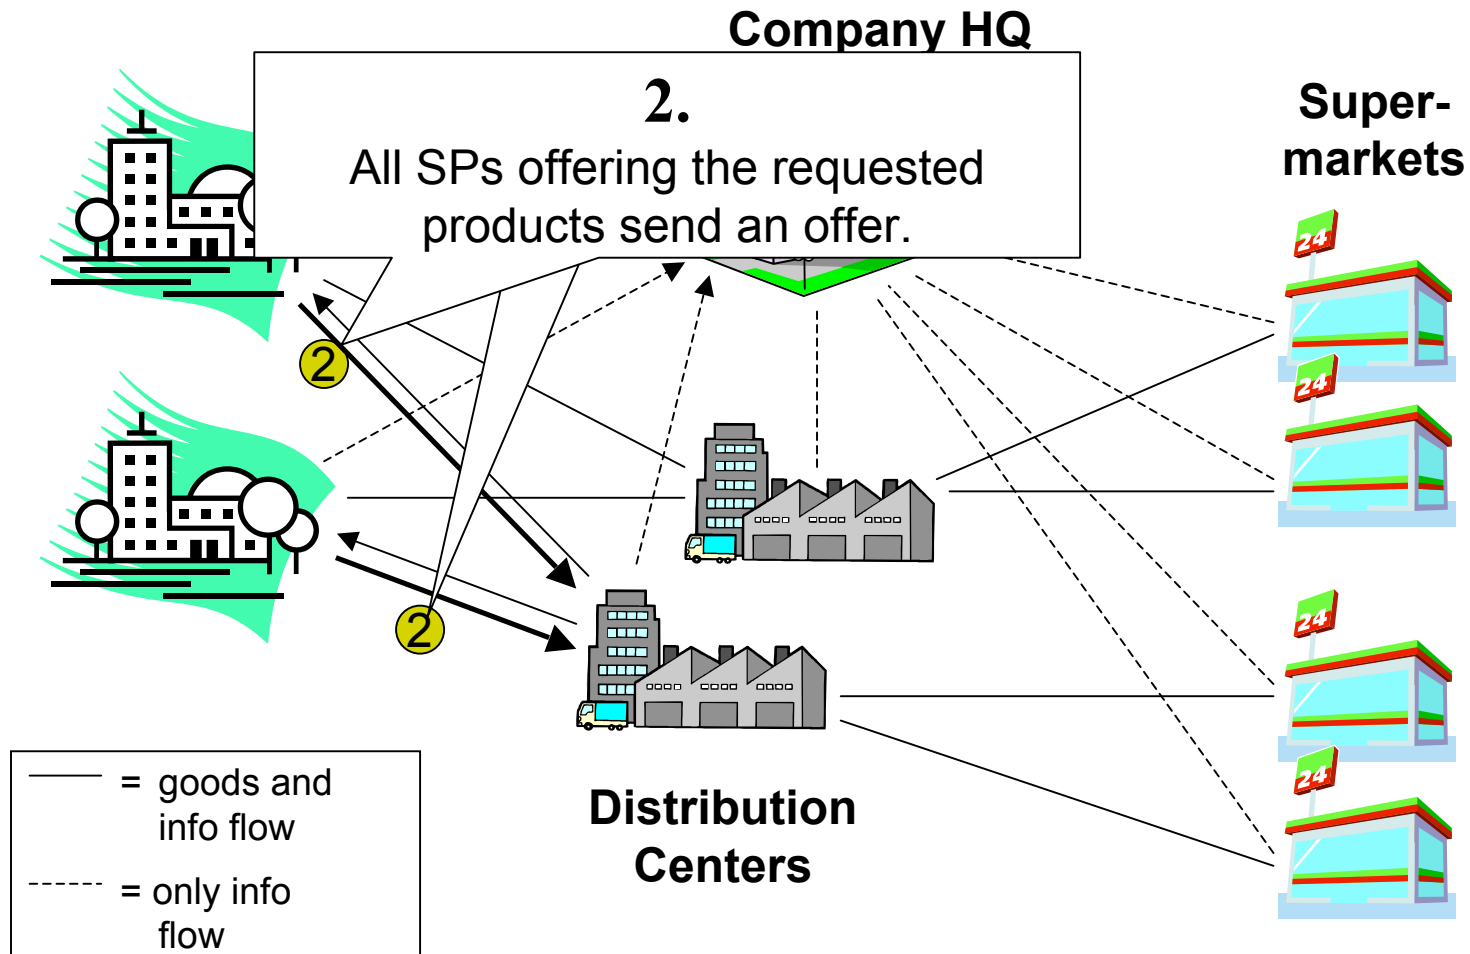 Company HQ
2.
All SPs offering the requested
products send an offer.
Super-
markets
24
24
2
2
24
24
Distribution
Centers
= goods and
info flow
= only info
flow